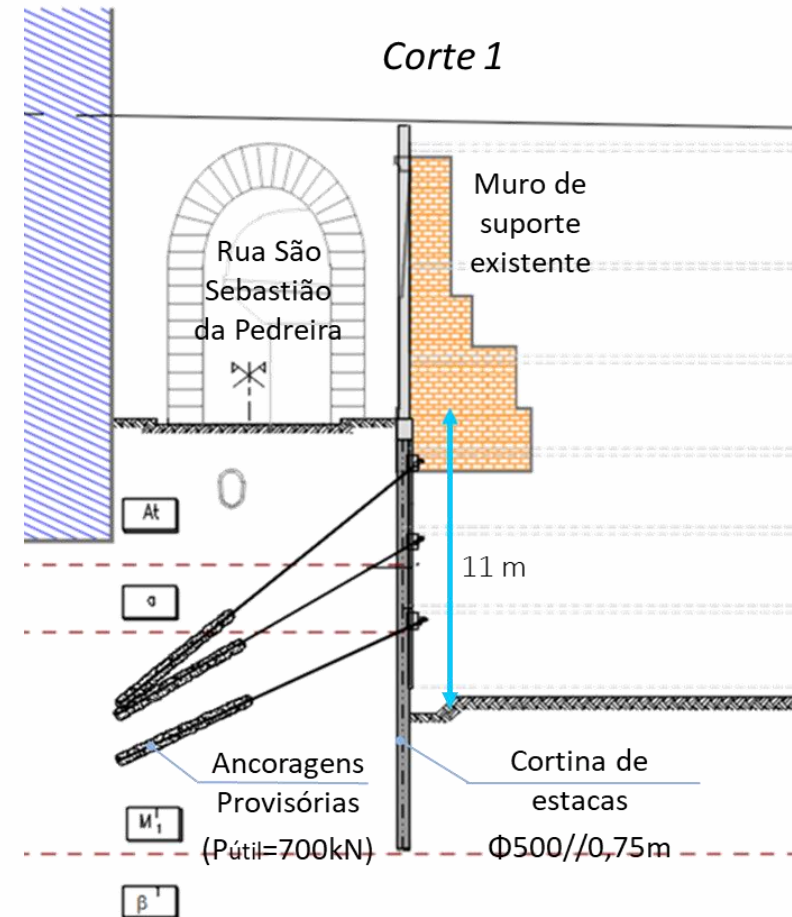 Corte 1
Muro de
suporte
existente
Rua São
Sebastião
da Pedreira
At
a
11 m
Ancoragens
Provisórias
(Pútil=700kN)
Cortina de
estacas
Φ500//0,75m
M'1
β'